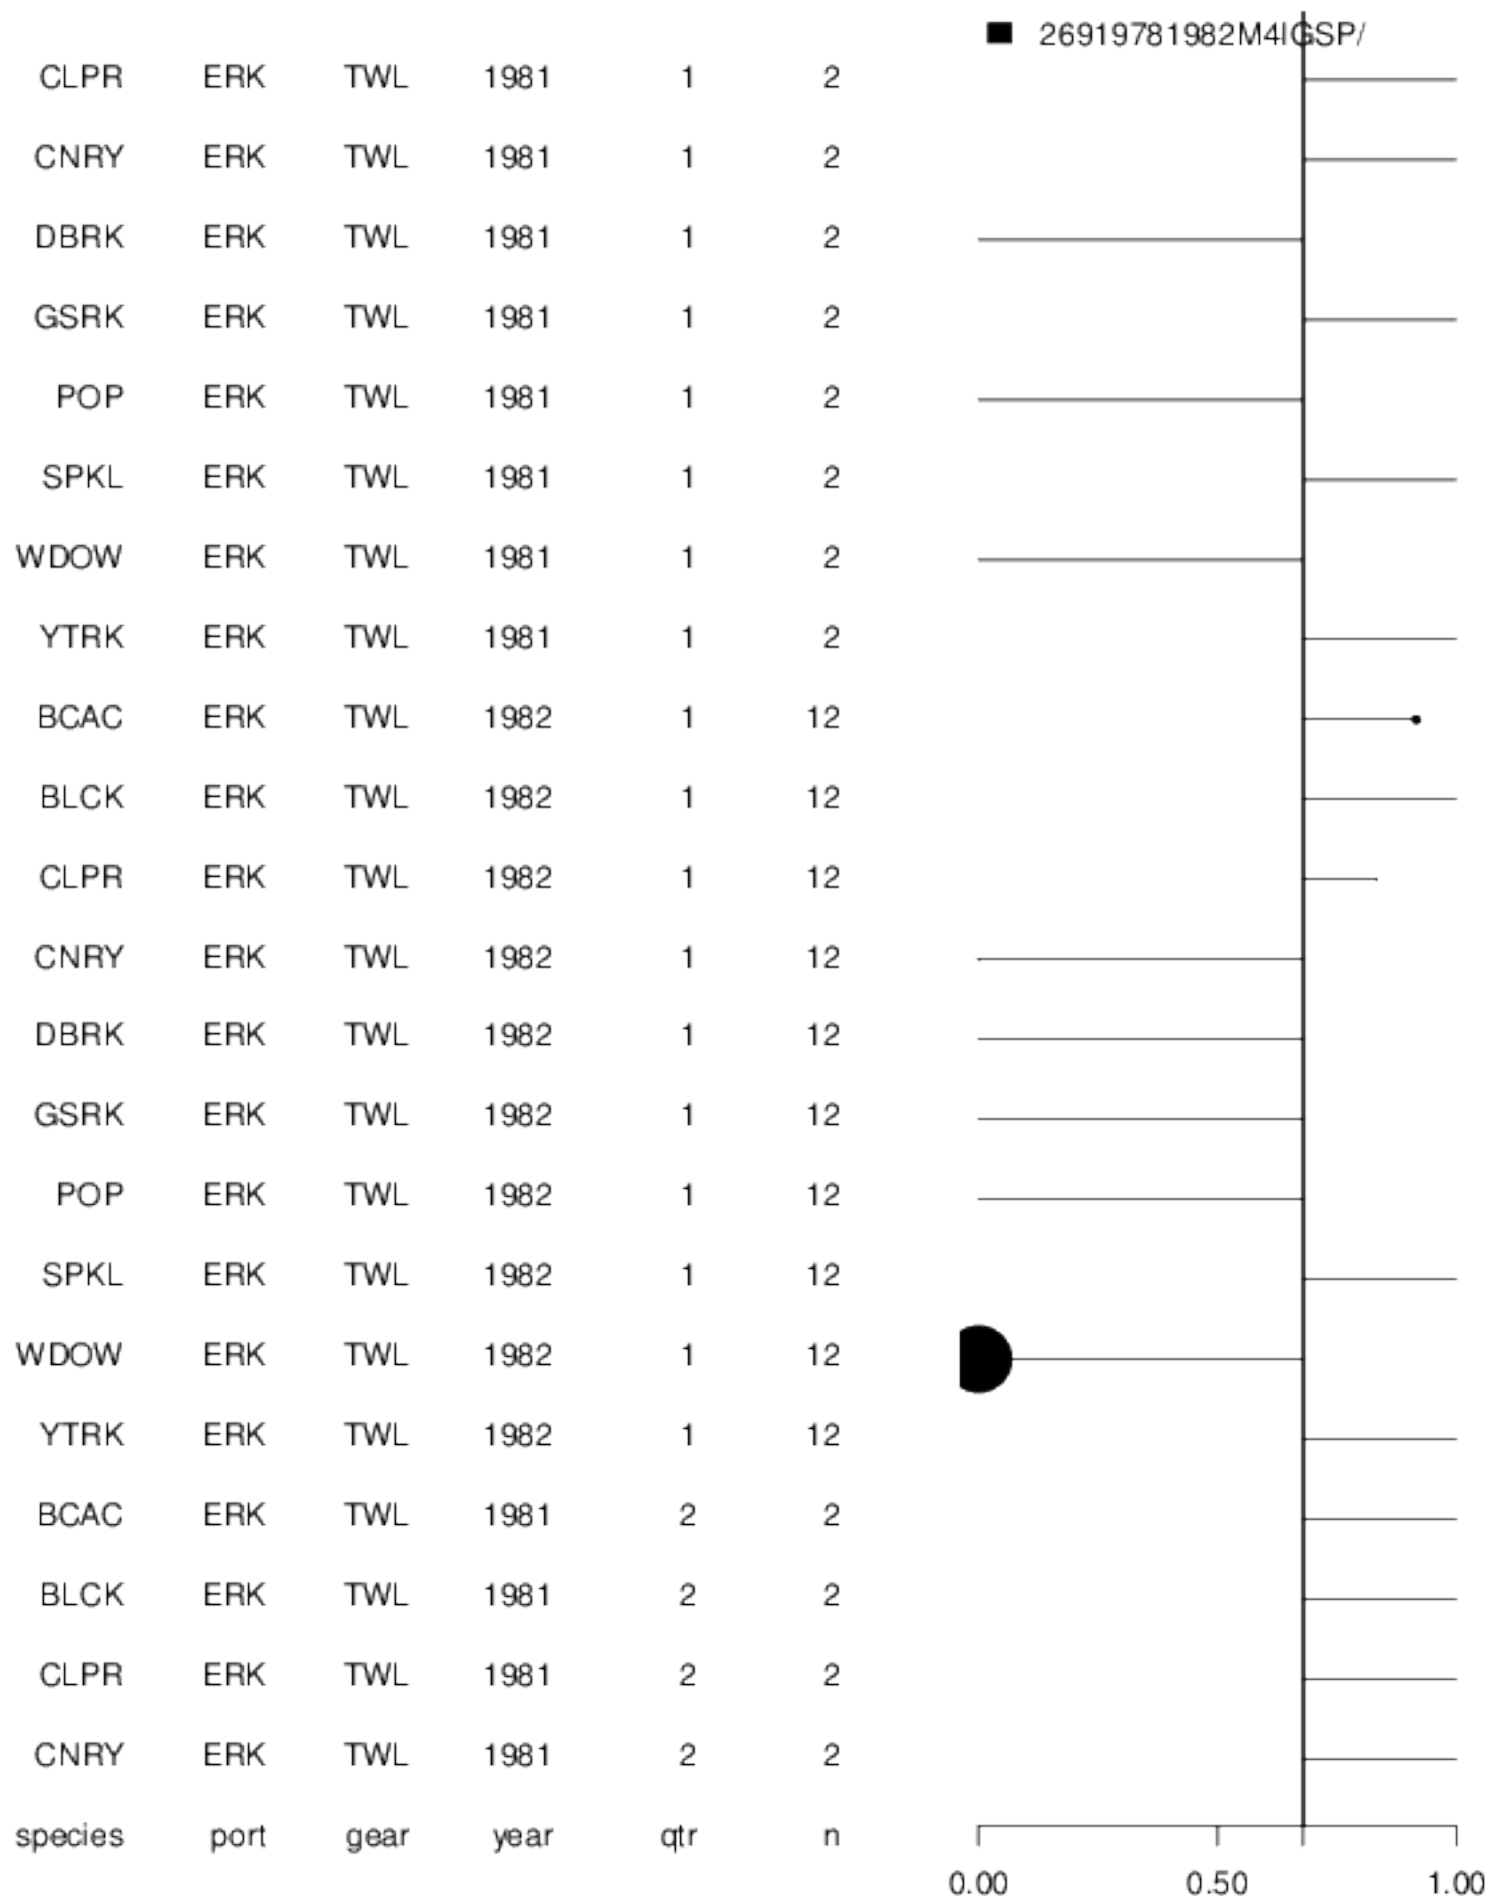 26919781982M4IGSP/
CLPR ERK TWL 1981 1 2
CNRY ERK TWL 1981 1 2
DBRK ERK TWL 1981 1 2
GSRK ERK TWL 1981 1 2
POP ERK TWL 1981 1 2
SPKL ERK TWL 1981 1 2
WDOW ERK TWL 1981 1 2
YTRK ERK TWL 1981 1 2
BCAC ERK TWL 1982 1 12
BLCK ERK TWL 1982 1 12
CLPR ERK TWL 1982 1 12
CNRY ERK TWL 1982 1 12
DBRK ERK TWL 1982 1 12
GSRK ERK TWL 1982 1 12
POP ERK TWL 1982 1 12
SPKL ERK TWL 1982 1 12
WDOW ERK TWL 1982 1 12
YTRK ERK TWL 1982 1 12
BCAC ERK TWL 1981 2 2
BLCK ERK TWL 1981 2 2
CLPR ERK TWL 1981 2 2
CNRY ERK TWL 1981 2 2
species port gear year qtr n
0.00 0.50 1.00